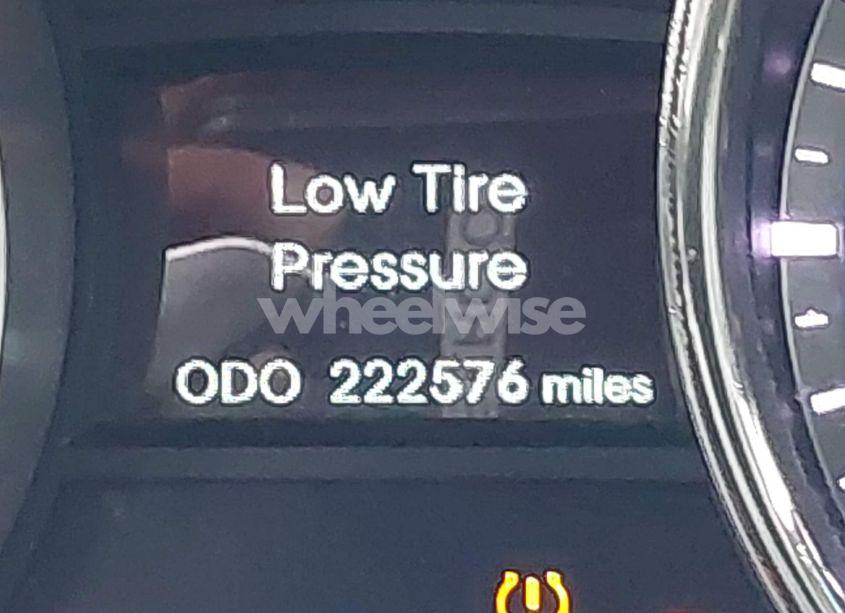 Low Tire
Pressure
wheelwise
ODO 222576 miles